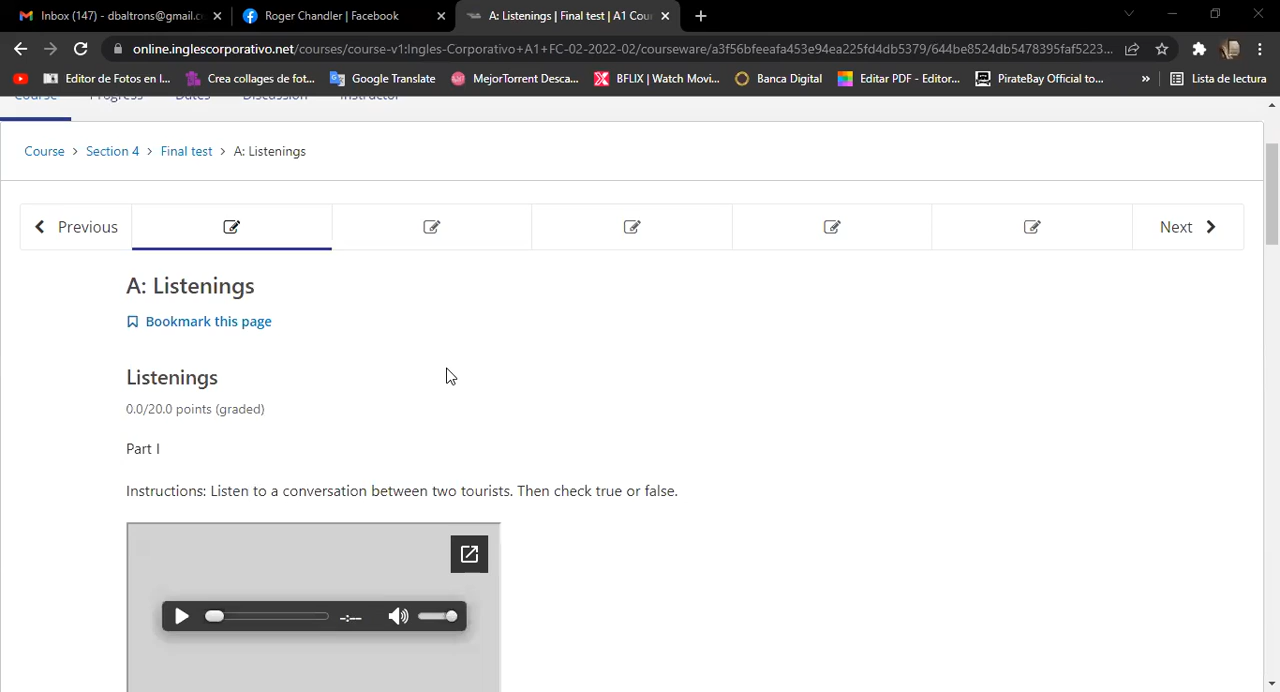 Inbox (147) - dbaltrons@gmail.c
Roger Chandler | Facebook
A: Listenings | Final test | A1 Cou
online.inglescorporativo.net/courses/course-v1:Ingles-Corporativo+A1+FC-02-2022-02/courseware/a3f56bfeeafa453e94ea225fd4db5379/644be8524db5478395faf5223...
Editor de Fotos en l...
Crea collages de fot...
Google Translate
MejorTorrent Desca...
BFLIX | Watch Movi...
Banca Digital
Editar PDF - Editor...
PirateBay Official to...
»
Lista de lectura
Course Progress Dates Discussion Instructor
Course > Section 4 > Final test > A: Listenings
Previous
Next
A: Listenings
Bookmark this page
Listenings
0.0/20.0 points (graded)
Part I
Instructions: Listen to a conversation between two tourists. Then check true or false.
-:--